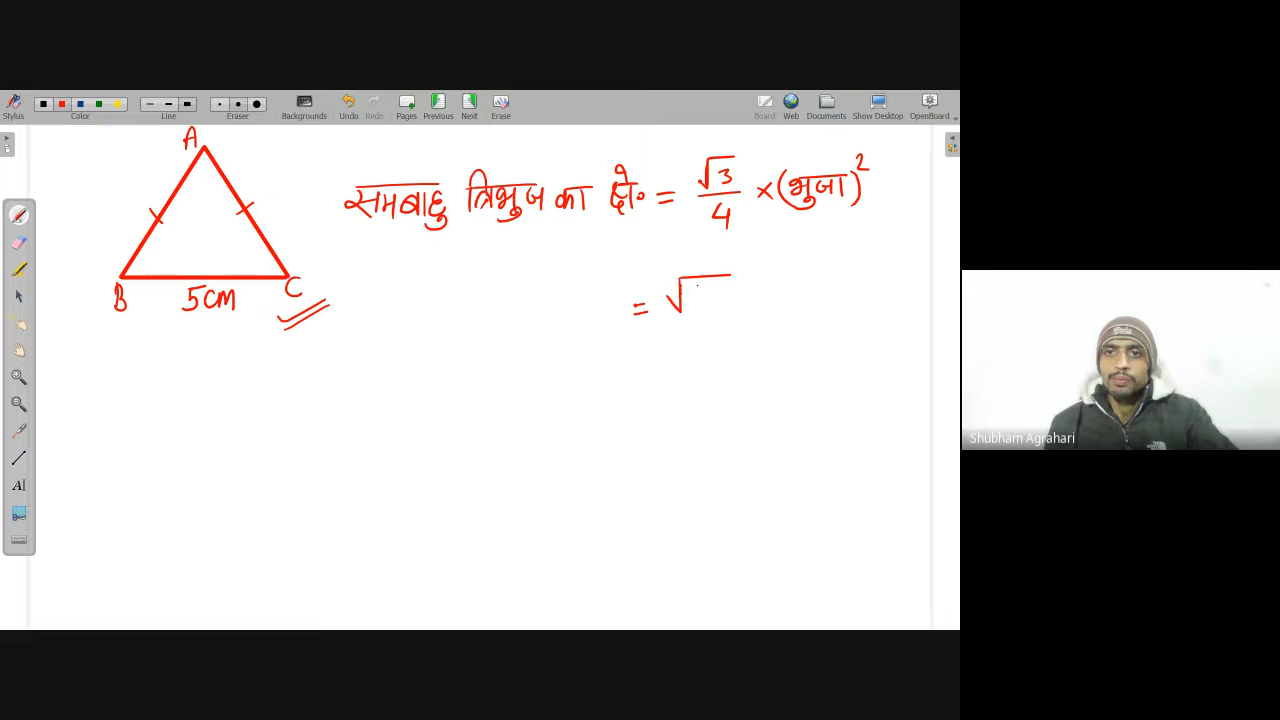 Stylus
Color
Line
Eraser
Backgrounds
Undo
Redo
Pages
Previous
Next
Erase
Board
Web
Documents
Show Desktop
OpenBoard
A
समबाहु त्रिभुज का क्षे॰ = √3/4 × (भुजा)²
B 5cm C
= √
Shubham Agrahari